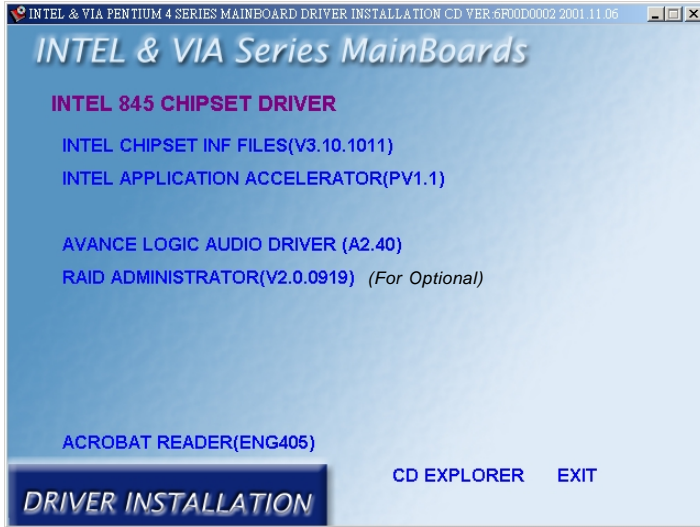 INTEL & VIA PENTIUM 4 SERIES MAINBOARD DRIVER INSTALLATION CD VER:6F00D0002 2001.11.06
INTEL & VIA Series MainBoards
INTEL 845 CHIPSET DRIVER
INTEL CHIPSET INF FILES(V3.10.1011)
INTEL APPLICATION ACCELERATOR(PV1.1)
AVANCE LOGIC AUDIO DRIVER (A2.40)
RAID ADMINISTRATOR(V2.0.0919) (For Optional)
ACROBAT READER(ENG405)
CD EXPLORER EXIT
DRIVER INSTALLATION